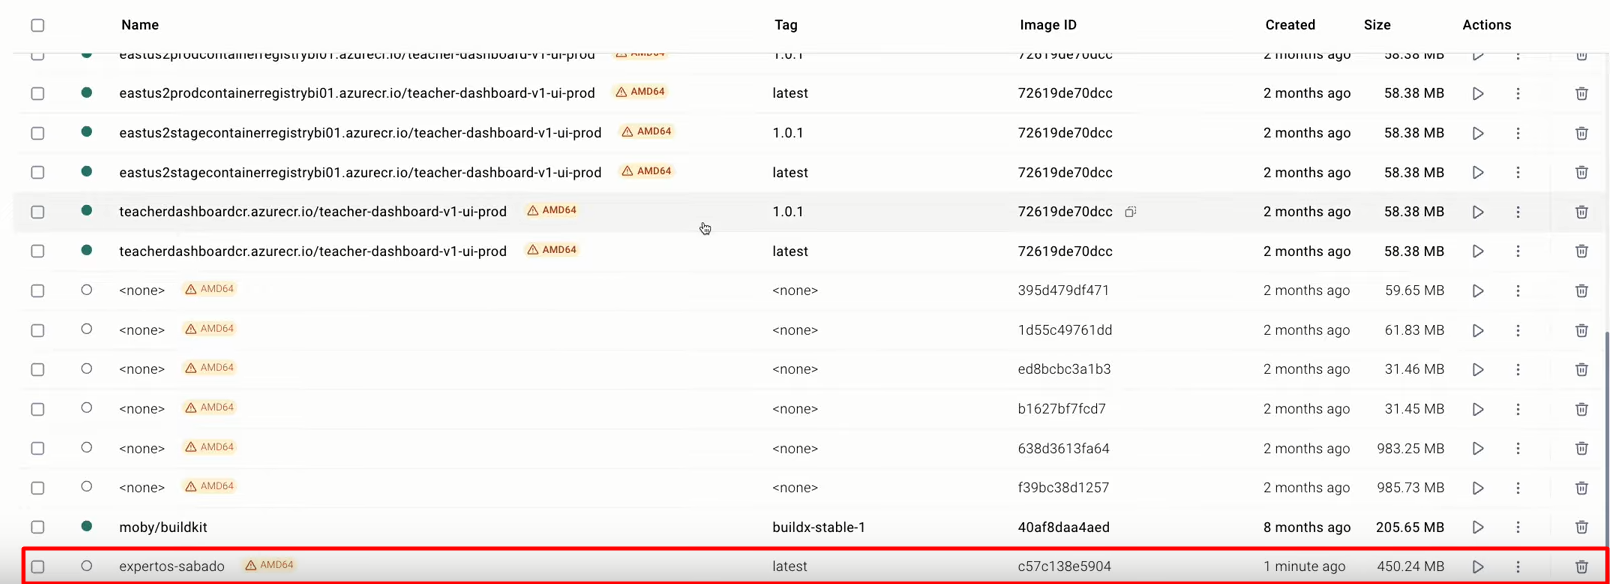 Name Tag Image ID Created Size Actions
eastus2prodcontainerregistrybi01.azurecr.io/teacher-dashboard-v1-ui-prod AMD64 1.0.1 72619de70dcc 2 months ago 58.38 MB
eastus2prodcontainerregistrybi01.azurecr.io/teacher-dashboard-v1-ui-prod AMD64 latest 72619de70dcc 2 months ago 58.38 MB
eastus2stagecontainerregistrybi01.azurecr.io/teacher-dashboard-v1-ui-prod AMD64 1.0.1 72619de70dcc 2 months ago 58.38 MB
eastus2stagecontainerregistrybi01.azurecr.io/teacher-dashboard-v1-ui-prod AMD64 latest 72619de70dcc 2 months ago 58.38 MB
teacherdashboardcr.azurecr.io/teacher-dashboard-v1-ui-prod AMD64 1.0.1 72619de70dcc 2 months ago 58.38 MB
teacherdashboardcr.azurecr.io/teacher-dashboard-v1-ui-prod AMD64 latest 72619de70dcc 2 months ago 58.38 MB
<none> AMD64 <none> 395d479df471 2 months ago 59.65 MB
<none> AMD64 <none> 1d55c49761dd 2 months ago 61.83 MB
<none> AMD64 <none> ed8bcbc3a1b3 2 months ago 31.46 MB
<none> AMD64 <none> b1627bf7fcd7 2 months ago 31.45 MB
<none> AMD64 <none> 638d3613fa64 2 months ago 983.25 MB
<none> AMD64 <none> f39bc38d1257 2 months ago 985.73 MB
moby/buildkit buildx-stable-1 40af8daa4aed 8 months ago 205.65 MB
expertos-sabado AMD64 latest c57c138e5904 1 minute ago 450.24 MB